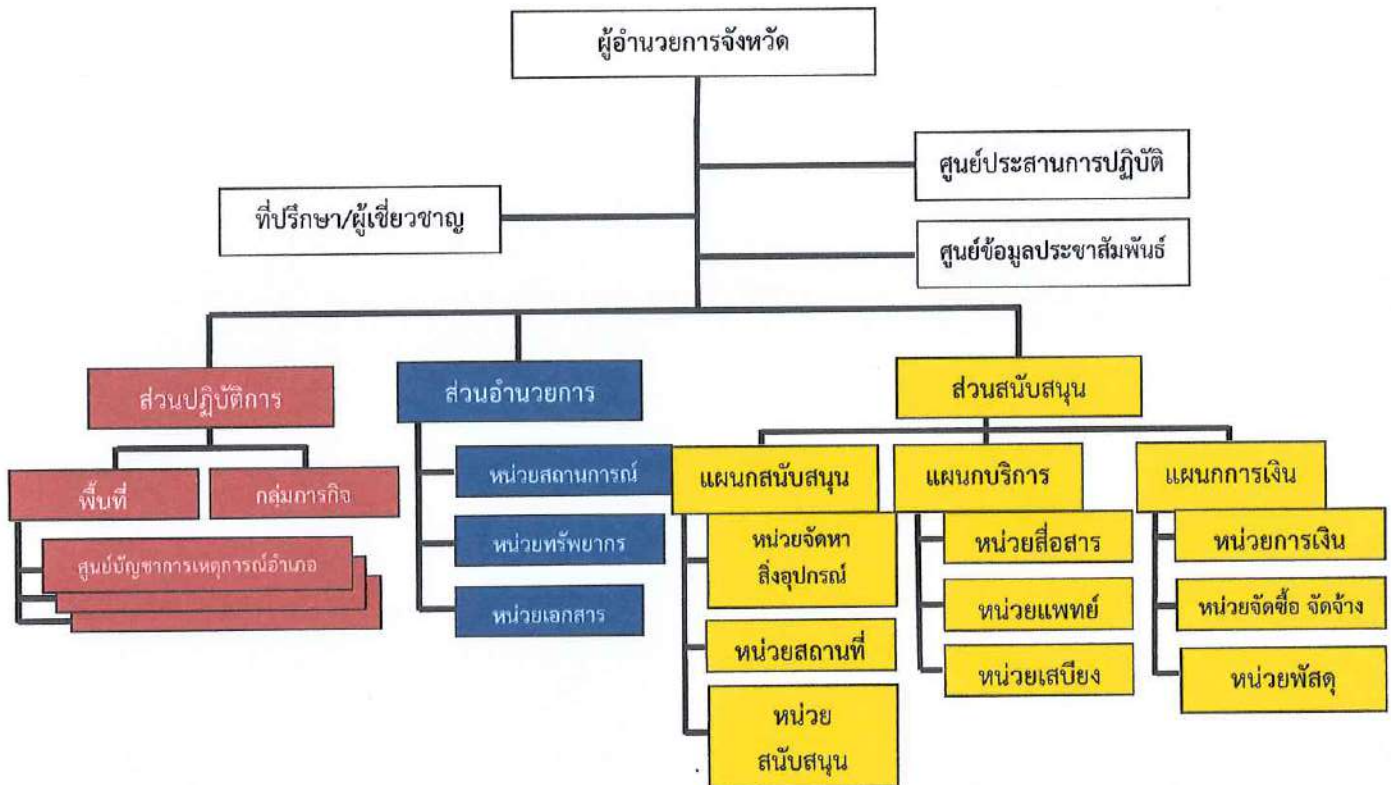 ผู้อำนวยการจังหวัด
ศูนย์ประสานการปฏิบัติ
ที่ปรึกษา/ผู้เชี่ยวชาญ
ศูนย์ข้อมูลประชาสัมพันธ์
ส่วนปฏิบัติการ
ส่วนอำนวยการ
ส่วนสนับสนุน
พื้นที่
กลุ่มภารกิจ
ศูนย์บัญชาการเหตุการณ์อำเภอ
หน่วยสถานการณ์
หน่วยทรัพยากร
หน่วยเอกสาร
แผนกสนับสนุน
หน่วยจัดหา
สิ่งอุปกรณ์
หน่วยสถานที่
หน่วย
สนับสนุน
แผนกบริการ
หน่วยสื่อสาร
หน่วยแพทย์
หน่วยเสบียง
แผนกการเงิน
หน่วยการเงิน
หน่วยจัดซื้อ จัดจ้าง
หน่วยพัสดุ